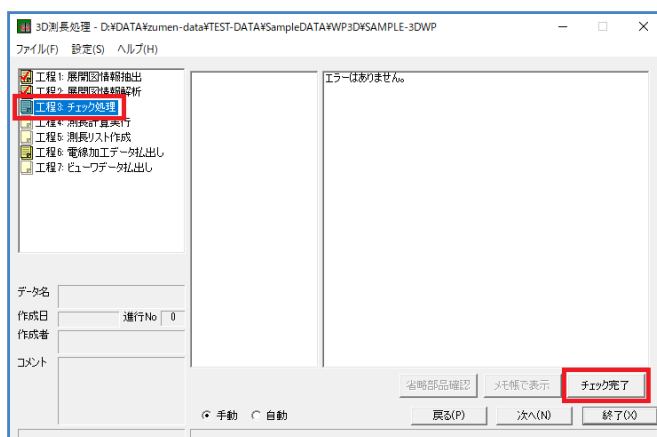 3D測長処理 - D:¥DATA¥zumen-data¥TEST-DATA¥SampleDATA¥WP3D¥SAMPLE-3DWP
ファイル(F) 設定(S) ヘルプ(H)
工程1: 展開図情報抽出
工程2: 展開図情報解析
工程3: チェック処理
工程4: 測長計算実行
工程5: 測長リスト作成
工程6: 電線加工データ払出し
工程7: ビューワデータ払出し
エラーはありません。
データ名
作成日 進行No 0
作成者
コメント
省略部品確認 メモ帳で表示 チェック完了
手動 自動 戻る(P) 次へ(N) 終了(X)